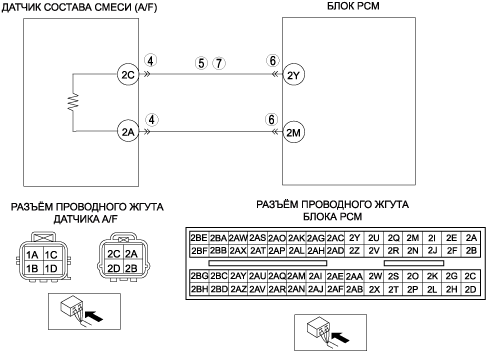 ДАТЧИК СОСТАВА СМЕСИ (A/F)
БЛОК PCM
4
5 7
6
2C
2Y
4
6
2A
2M
РАЗЪЁМ ПРОВОДНОГО ЖГУТА
ДАТЧИКА A/F
РАЗЪЁМ ПРОВОДНОГО ЖГУТА
БЛОКА PCM
1A 1C
1B 1D
2C 2A
2D 2B
2BE 2BA 2AW 2AS 2AO 2AK 2AG 2AC 2Y 2U 2Q 2M 2I 2E 2A
2BF 2BB 2AX 2AT 2AP 2AL 2AH 2AD 2Z 2V 2R 2N 2J 2F 2B
2BG 2BC 2AY 2AU 2AQ 2AM 2AI 2AE 2AA 2W 2S 2O 2K 2G 2C
2BH 2BD 2AZ 2AV 2AR 2AN 2AJ 2AF 2AB 2X 2T 2P 2L 2H 2D